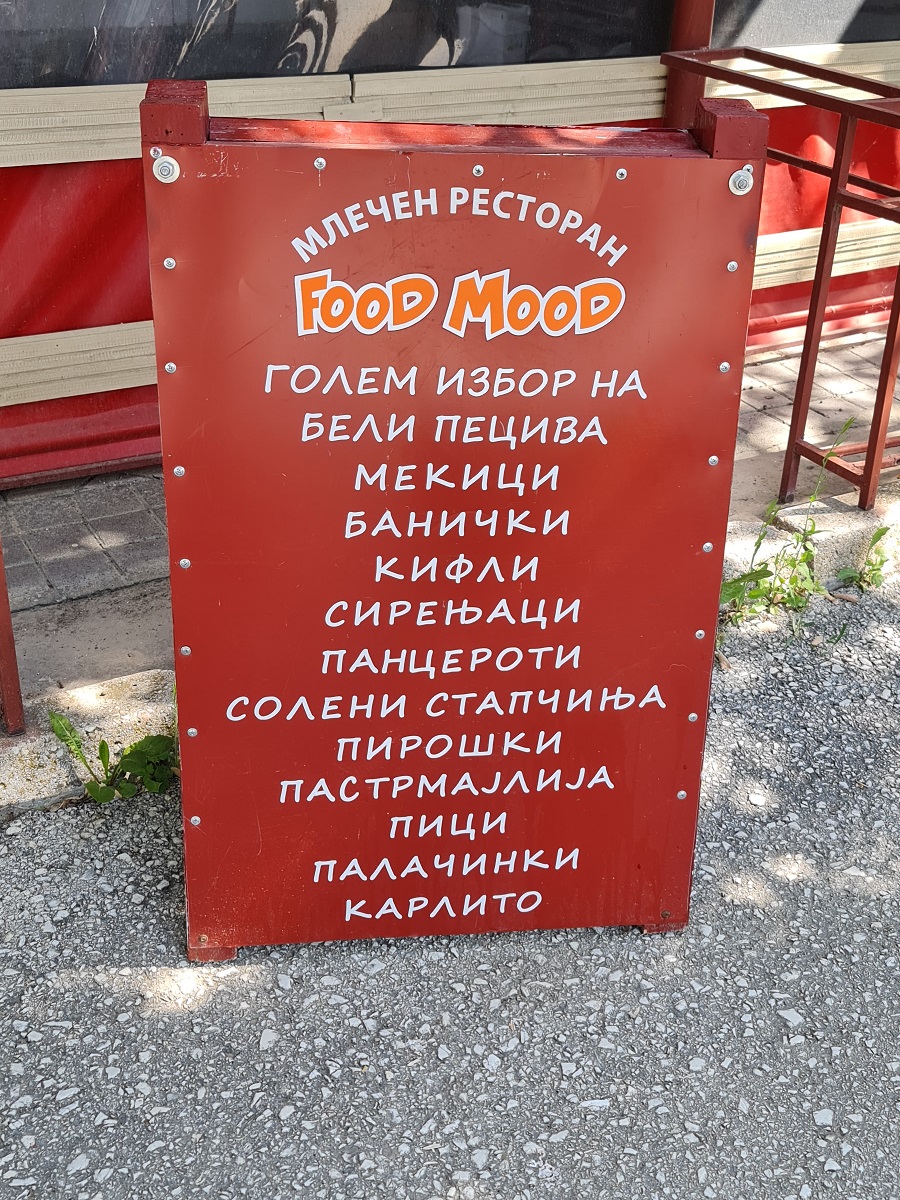 МЛЕЧЕН РЕСТОРАН
FOOD MOOD
ГОЛЕМ ИЗБОР НА
БЕЛИ ПЕЦИВА
МЕКИЦИ
БАНИЧКИ
КИФЛИ
СИРЕЊАЦИ
ПАНЦЕРОТИ
СОЛЕНИ СТАПЧИЊА
ПИРОШКИ
ПАСТРМАЈЛИЈА
ПИЦИ
ПАЛАЧИНКИ
КАРЛИТО